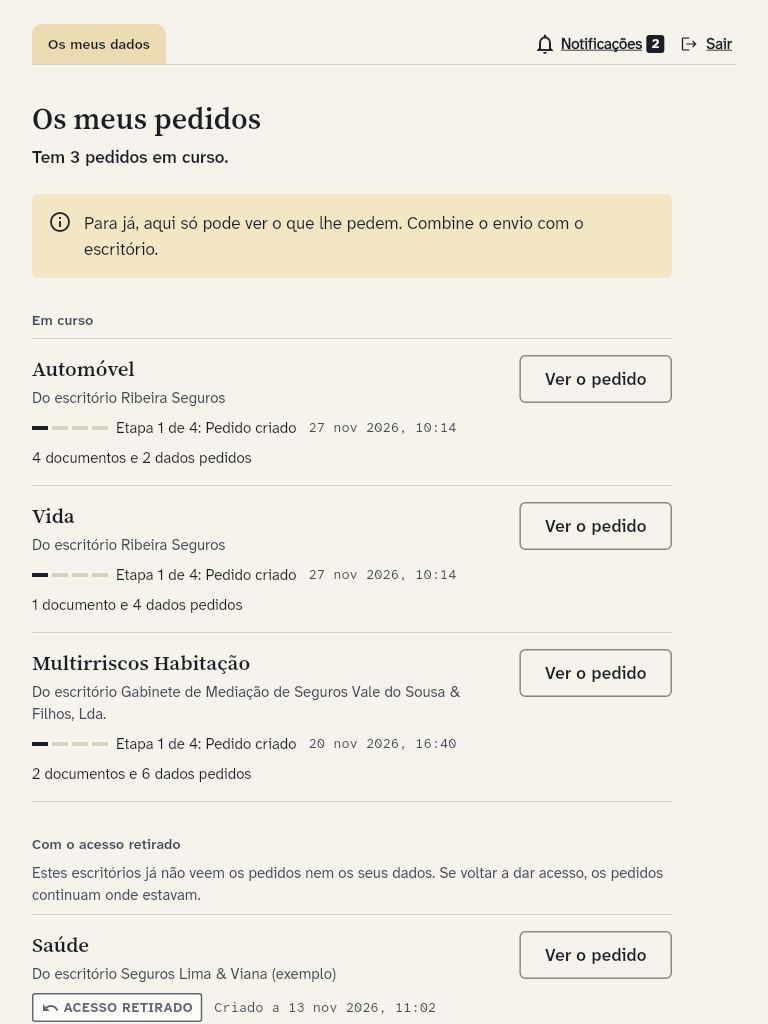 Os meus dados
Notificações 2
Sair
Os meus pedidos
Tem 3 pedidos em curso.
Para já, aqui só pode ver o que lhe pedem. Combine o envio com o
escritório.
Em curso
Automóvel
Ver o pedido
Do escritório Ribeira Seguros
Etapa 1 de 4: Pedido criado 27 nov 2026, 10:14
4 documentos e 2 dados pedidos
Vida
Ver o pedido
Do escritório Ribeira Seguros
Etapa 1 de 4: Pedido criado 27 nov 2026, 10:14
1 documento e 4 dados pedidos
Multirriscos Habitação
Ver o pedido
Do escritório Gabinete de Mediação de Seguros Vale do Sousa &
Filhos, Lda.
Etapa 1 de 4: Pedido criado 20 nov 2026, 16:40
2 documentos e 6 dados pedidos
Com o acesso retirado
Estes escritórios já não veem os pedidos nem os seus dados. Se voltar a dar acesso, os pedidos
continuam onde estavam.
Saúde
Ver o pedido
Do escritório Seguros Lima & Viana (exemplo)
ACESSO RETIRADO Criado a 13 nov 2026, 11:02